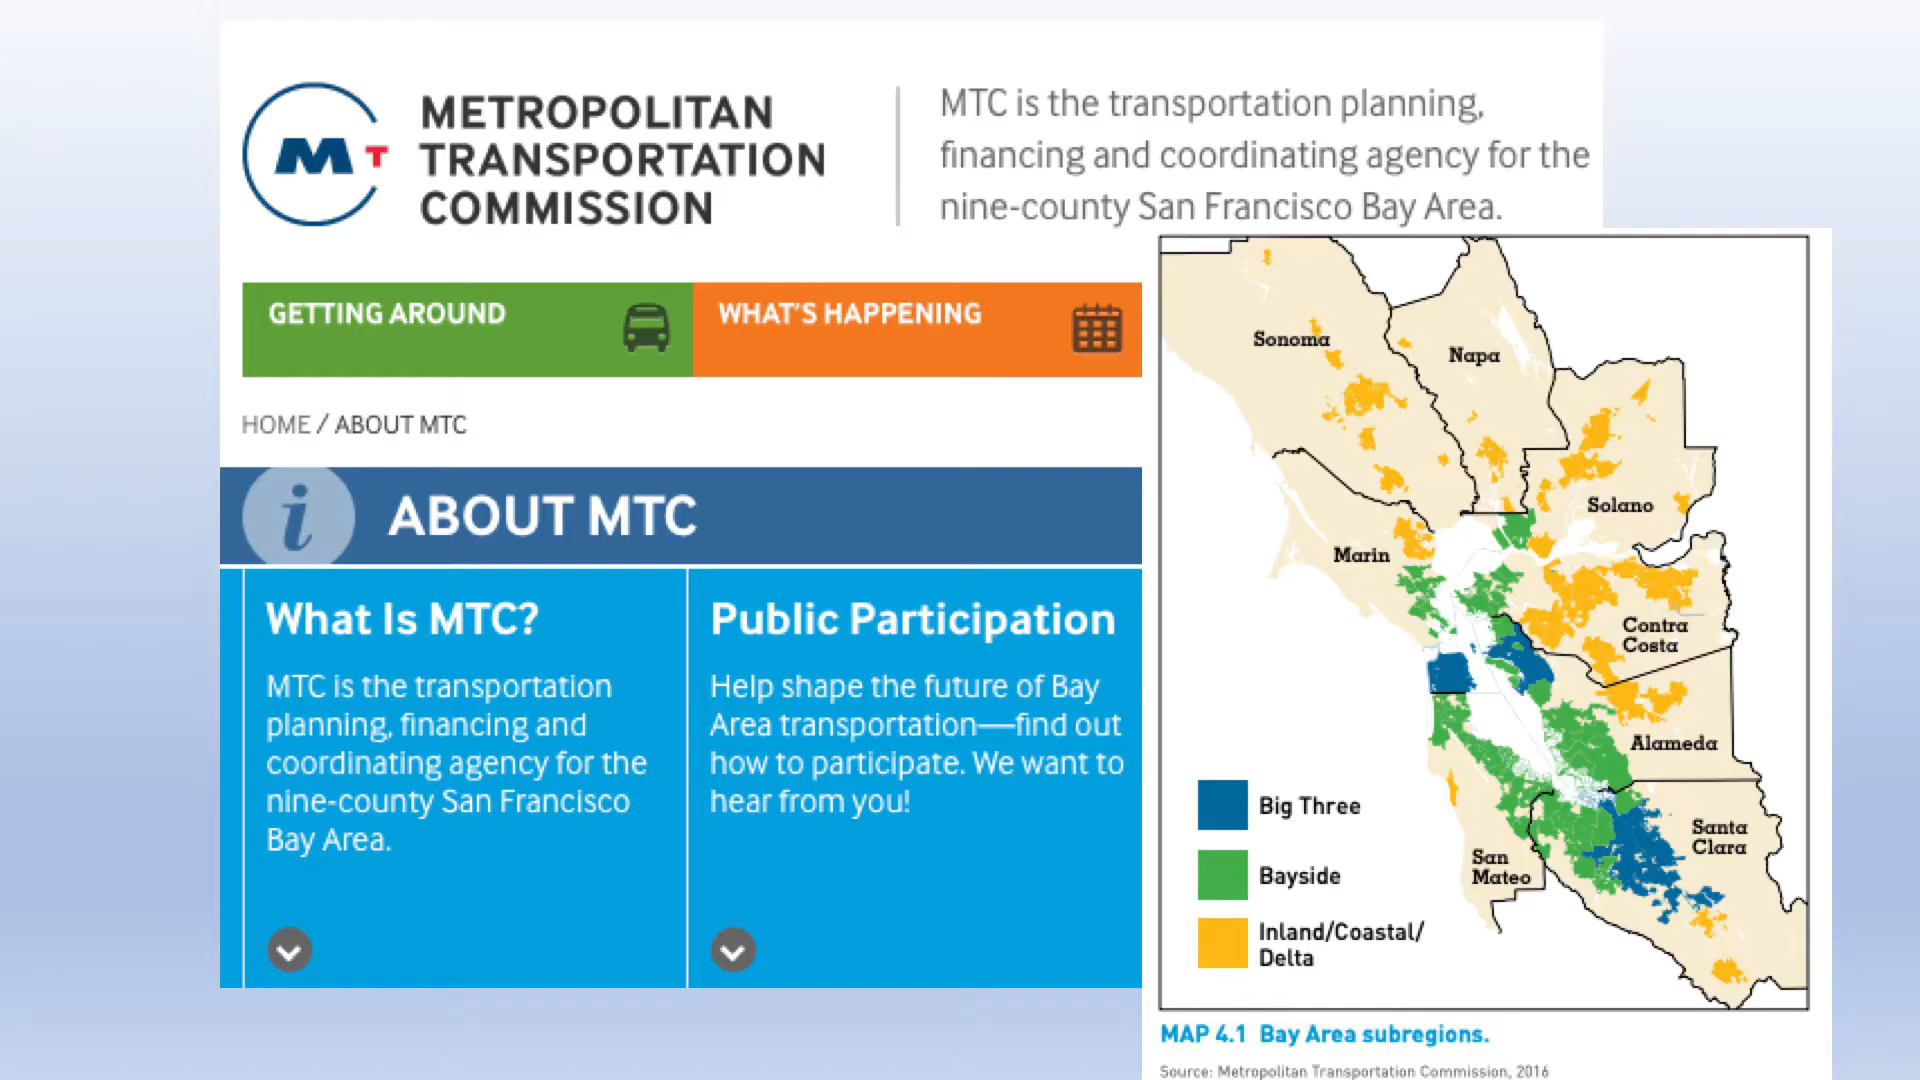 M T
METROPOLITAN
TRANSPORTATION
COMMISSION
MTC is the transportation planning,
financing and coordinating agency for the
nine-county San Francisco Bay Area.
GETTING AROUND
WHAT'S HAPPENING
HOME / ABOUT MTC
i
ABOUT MTC
What Is MTC?
MTC is the transportation
planning, financing and
coordinating agency for the
nine-county San Francisco
Bay Area.
Public Participation
Help shape the future of Bay
Area transportation—find out
how to participate. We want to
hear from you!
Sonoma
Napa
Solano
Marin
Contra
Costa
Alameda
Santa
Clara
San
Mateo
Big Three
Bayside
Inland/Coastal/
Delta
MAP 4.1 Bay Area subregions.
Source: Metropolitan Transportation Commission, 2016